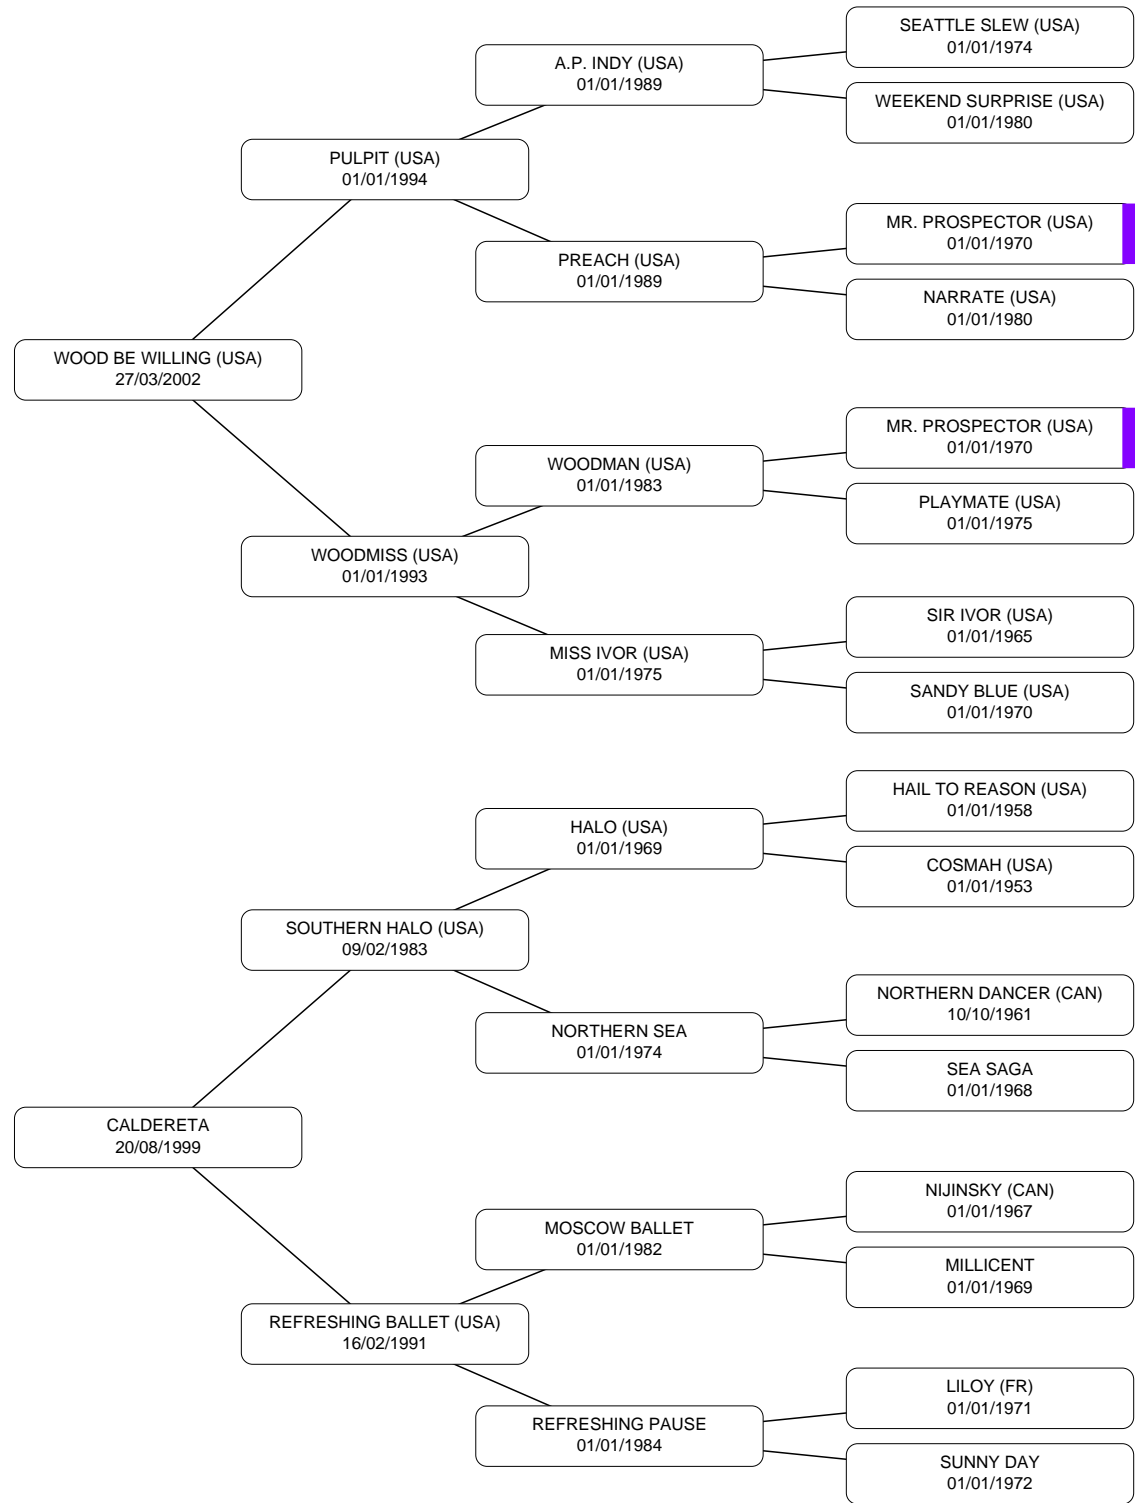 SEATTLE SLEW (USA)
01/01/1974
A.P. INDY (USA)
01/01/1989
WEEKEND SURPRISE (USA)
01/01/1980
PULPIT (USA)
01/01/1994
MR. PROSPECTOR (USA)
01/01/1970
PREACH (USA)
01/01/1989
NARRATE (USA)
01/01/1980
WOOD BE WILLING (USA)
27/03/2002
MR. PROSPECTOR (USA)
01/01/1970
WOODMAN (USA)
01/01/1983
PLAYMATE (USA)
01/01/1975
WOODMISS (USA)
01/01/1993
SIR IVOR (USA)
01/01/1965
MISS IVOR (USA)
01/01/1975
SANDY BLUE (USA)
01/01/1970
HAIL TO REASON (USA)
01/01/1958
HALO (USA)
01/01/1969
COSMAH (USA)
01/01/1953
SOUTHERN HALO (USA)
09/02/1983
NORTHERN DANCER (CAN)
10/10/1961
NORTHERN SEA
01/01/1974
SEA SAGA
01/01/1968
CALDERETA
20/08/1999
NIJINSKY (CAN)
01/01/1967
MOSCOW BALLET
01/01/1982
MILLICENT
01/01/1969
REFRESHING BALLET (USA)
16/02/1991
LILOY (FR)
01/01/1971
REFRESHING PAUSE
01/01/1984
SUNNY DAY
01/01/1972